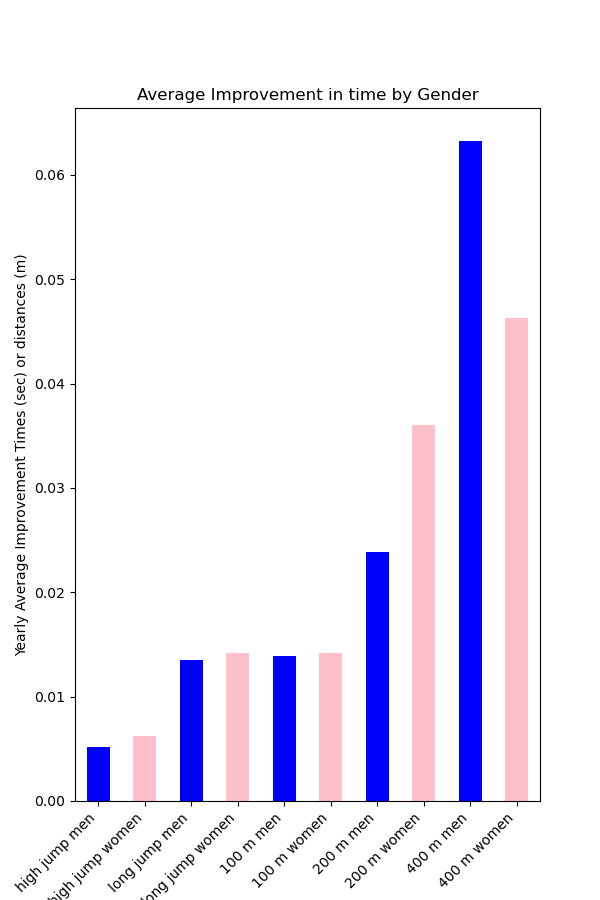 Average Improvement in time by Gender
Yearly Average Improvement Times (sec) or distances (m)
0.06
0.05
0.04
0.03
0.02
0.01
0.00
high jump men
high jump women
long jump men
long jump women
100 m men
100 m women
200 m men
200 m women
400 m men
400 m women